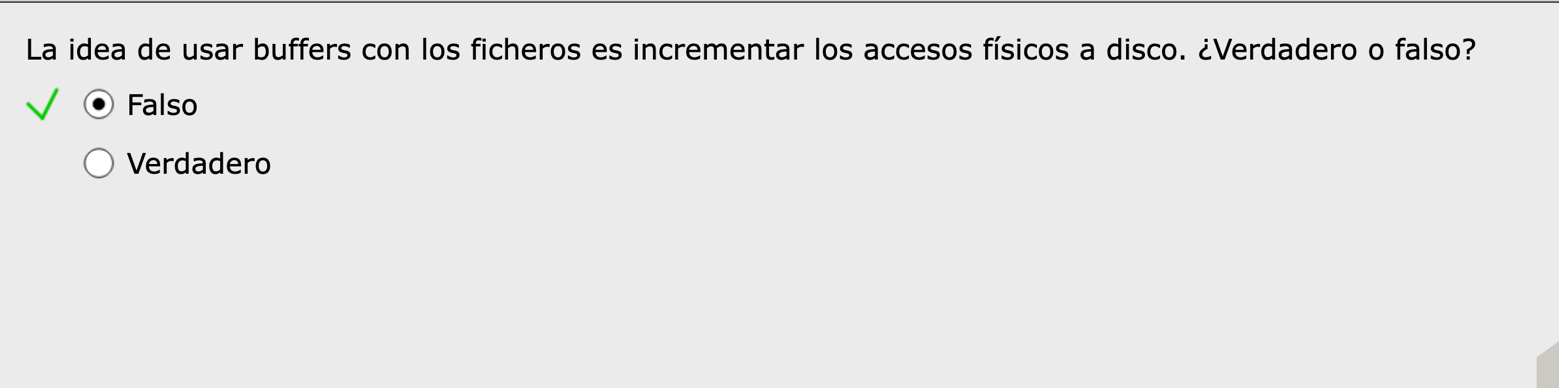 La idea de usar buffers con los ficheros es incrementar los accesos físicos a disco. ¿Verdadero o falso?
Falso
Verdadero